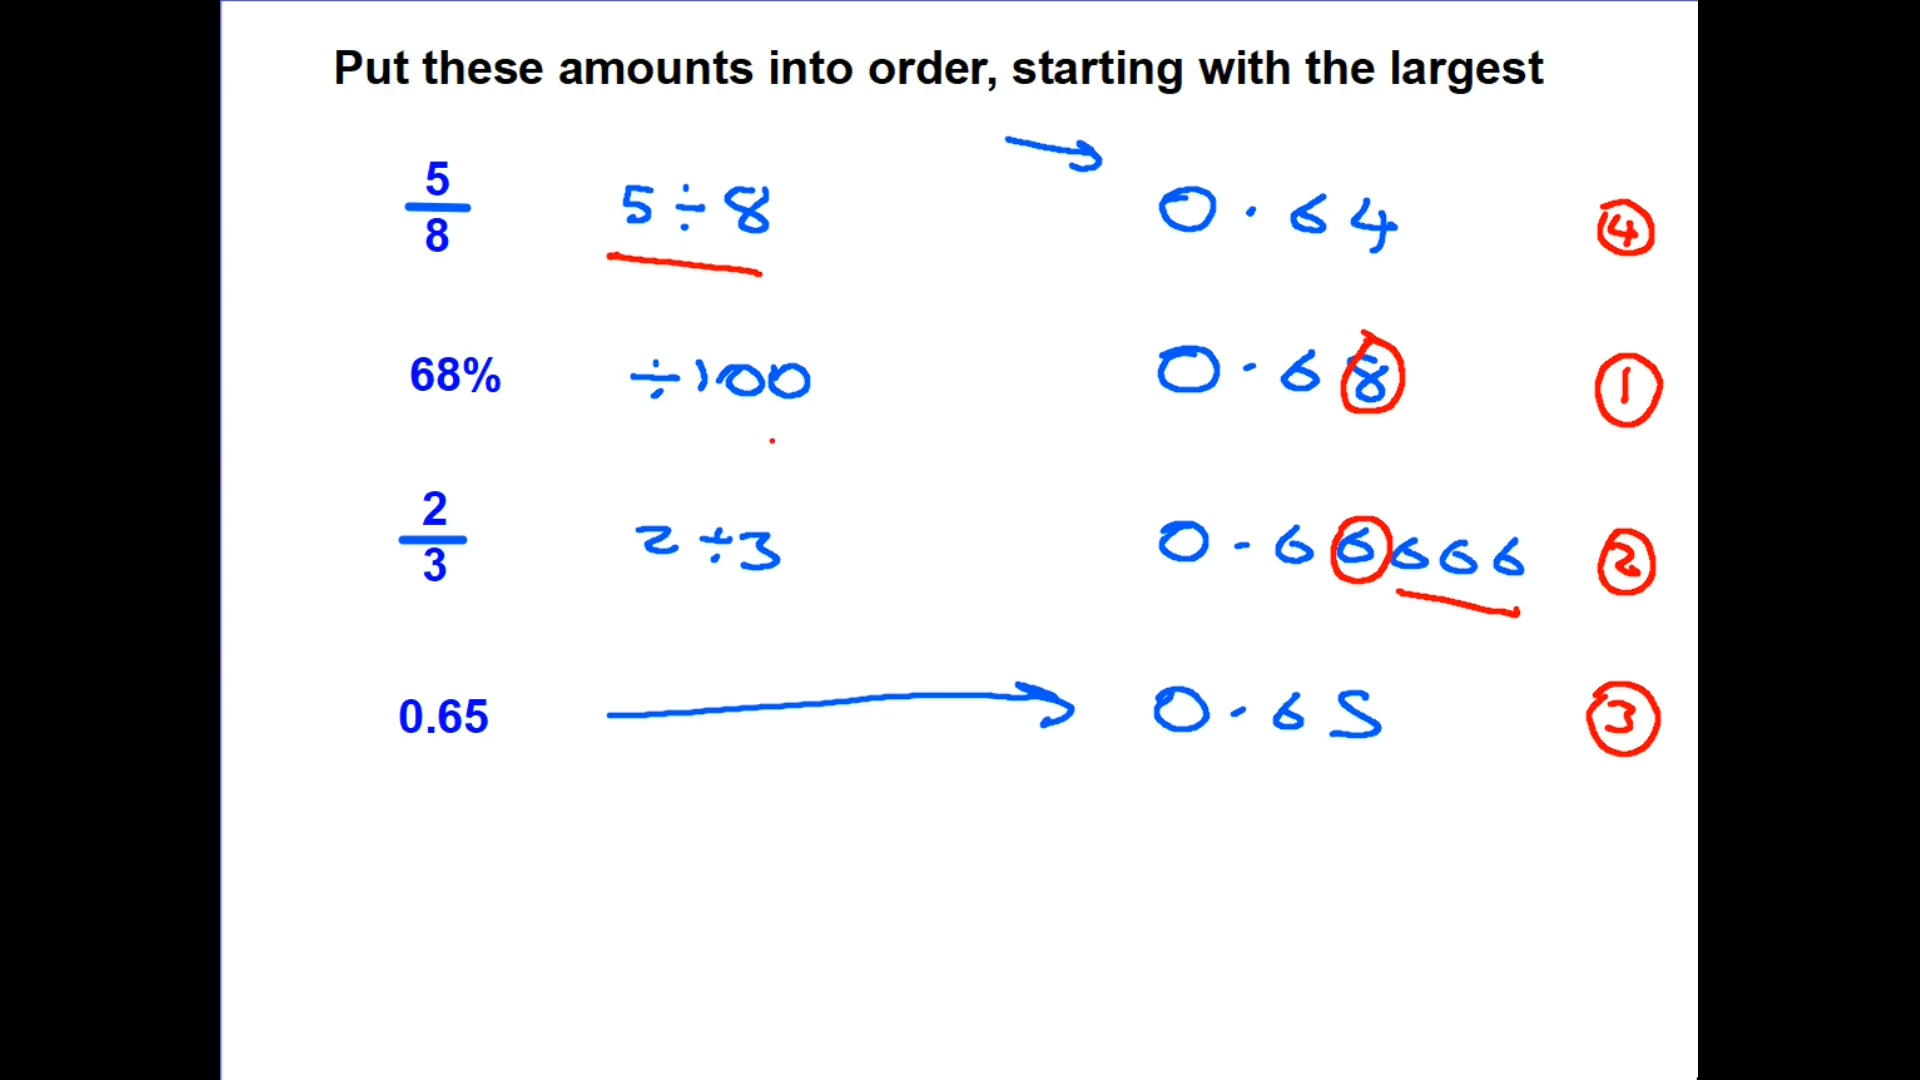 Put these amounts into order, starting with the largest
5/8 5÷8 0.64 4
68% ÷100 0.68 1
2/3 2÷3 0.66666 2
0.65 0.65 3